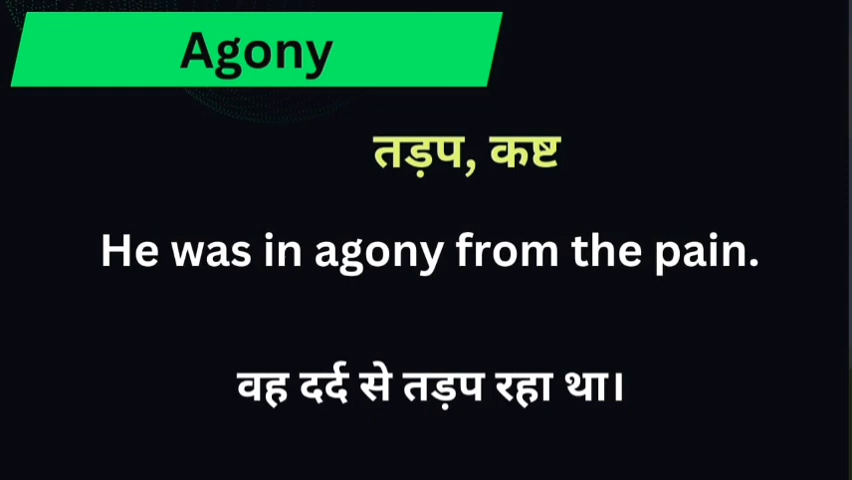 Agony
तड़प, कष्ट
He was in agony from the pain.
वह दर्द से तड़प रहा था।